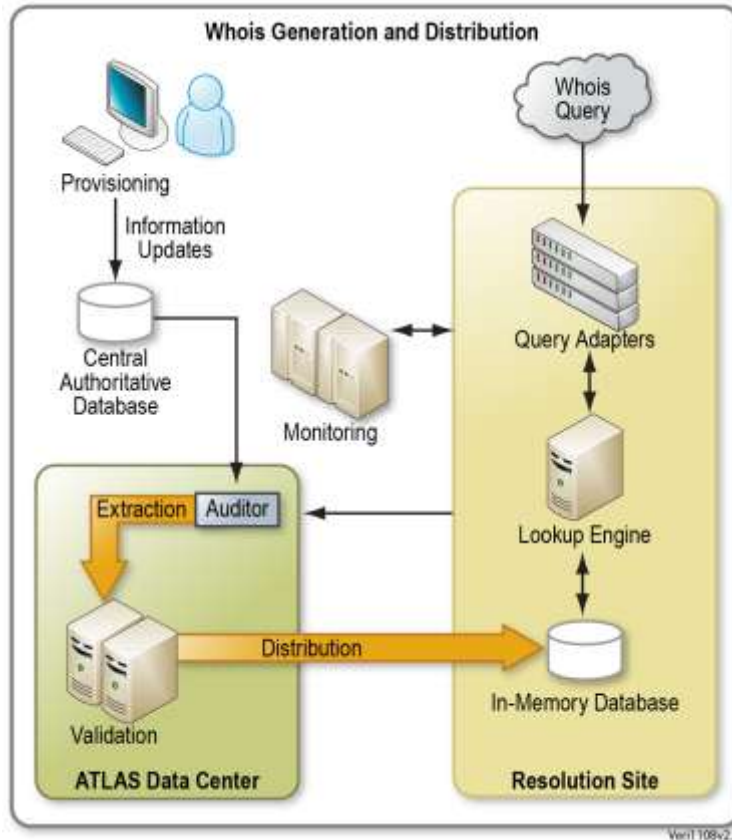 Whois Generation and Distribution
Whois
Query
Provisioning
Information
Updates
Central
Authoritative
Database
Monitoring
Query Adapters
Lookup Engine
In-Memory Database
Resolution Site
Extraction
Auditor
Distribution
Validation
ATLAS Data Center
Veri1108v2